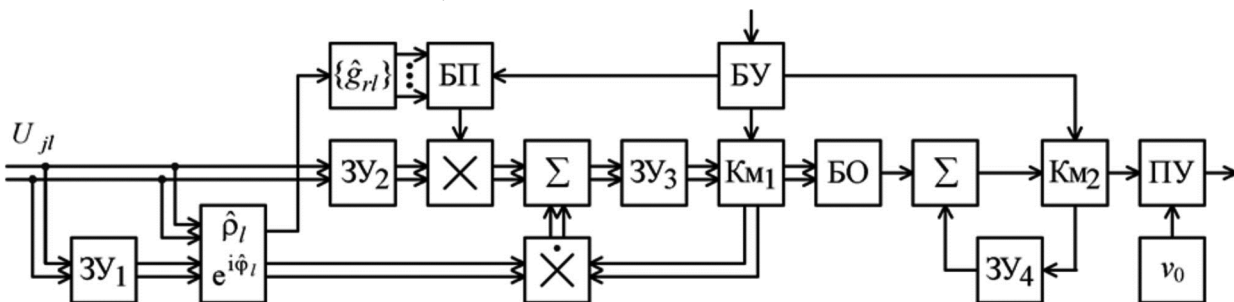 {ĝ_rl} БП БУ
U_jl
ЗУ₂ × Σ ЗУ₃ Км₁ БО Σ Км₂ ПУ
ρ̂_l
ЗУ₁ e^{iφ̂_l} × ЗУ₄ v₀